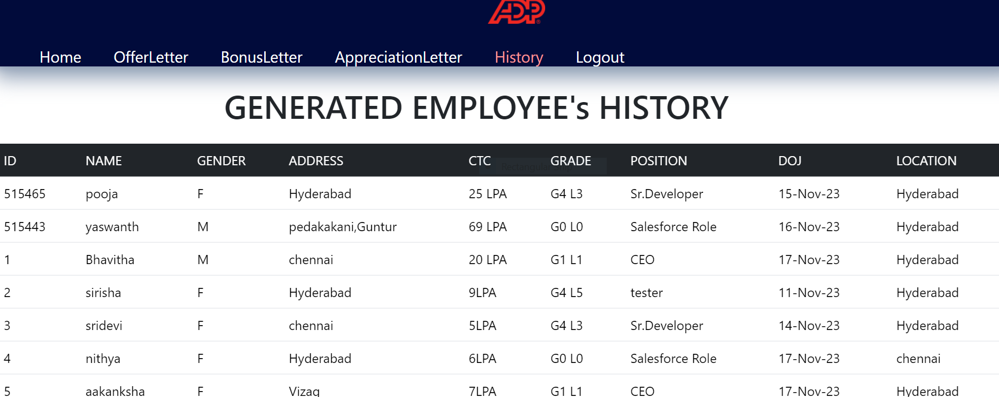 ADP®
Home OfferLetter BonusLetter AppreciationLetter History Logout
GENERATED EMPLOYEE's HISTORY
ID NAME GENDER ADDRESS CTC GRADE POSITION DOJ LOCATION
Rectangular Snip
515465 pooja F Hyderabad 25 LPA G4 L3 Sr.Developer 15-Nov-23 Hyderabad
515443 yaswanth M pedakakani,Guntur 69 LPA G0 L0 Salesforce Role 16-Nov-23 Hyderabad
1 Bhavitha M chennai 20 LPA G1 L1 CEO 17-Nov-23 Hyderabad
2 sirisha F Hyderabad 9LPA G4 L5 tester 11-Nov-23 Hyderabad
3 sridevi F chennai 5LPA G4 L3 Sr.Developer 14-Nov-23 Hyderabad
4 nithya F Hyderabad 6LPA G0 L0 Salesforce Role 17-Nov-23 chennai
5 aakanksha F Vizag 7LPA G1 L1 CEO 17-Nov-23 Hyderabad